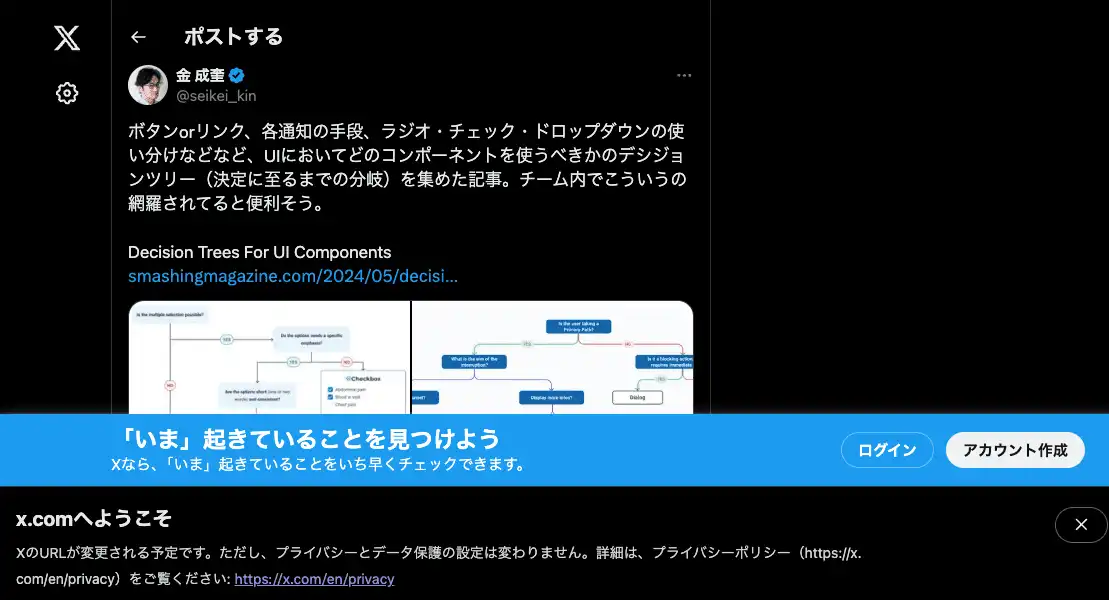 ポストする
金 成奎
@seikei_kin
ボタンorリンク、各通知の手段、ラジオ・チェック・ドロップダウンの使
い分けなどなど、UIにおいてどのコンポーネントを使うべきかのデシジョ
ンツリー（決定に至るまでの分岐）を集めた記事。チーム内でこういうの
網羅されてると便利そう。
Decision Trees For UI Components
smashingmagazine.com/2024/05/decisi…
Is the multiple selection possible?
YES
Do the options needs a specific
emphasis?
YES
NO
NO
Are the options short (one or two
words) and consistent?
Checkbox
Abdominal pain
Blood in stool
Chest pain
Is the user taking a
Primary Path?
YES
NO
What is the aim of the
interruption?
Is it a blocking action
requires immediate
YES
Display more infos?
Dialog
「いま」起きていることを見つけよう
Xなら、「いま」起きていることをいち早くチェックできます。
ログイン
アカウント作成
x.comへようこそ
XのURLが変更される予定です。ただし、プライバシーとデータ保護の設定は変わりません。詳細は、プライバシーポリシー（https://x.
com/en/privacy）をご覧ください: https://x.com/en/privacy